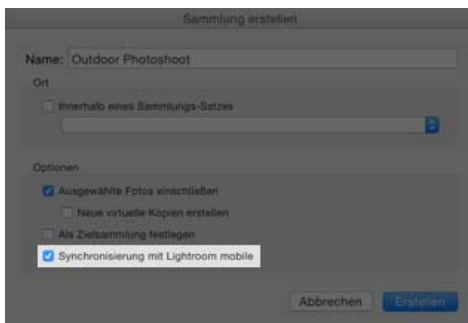 Sammlung erstellen
Name: Outdoor Photoshoot
Ort
Innerhalb eines Sammlungs-Satzes
Optionen
Ausgewählte Fotos einschließen
Neue virtuelle Kopien erstellen
Als Zielsammlung festlegen
Synchronisierung mit Lightroom mobile
Abbrechen Erstellen